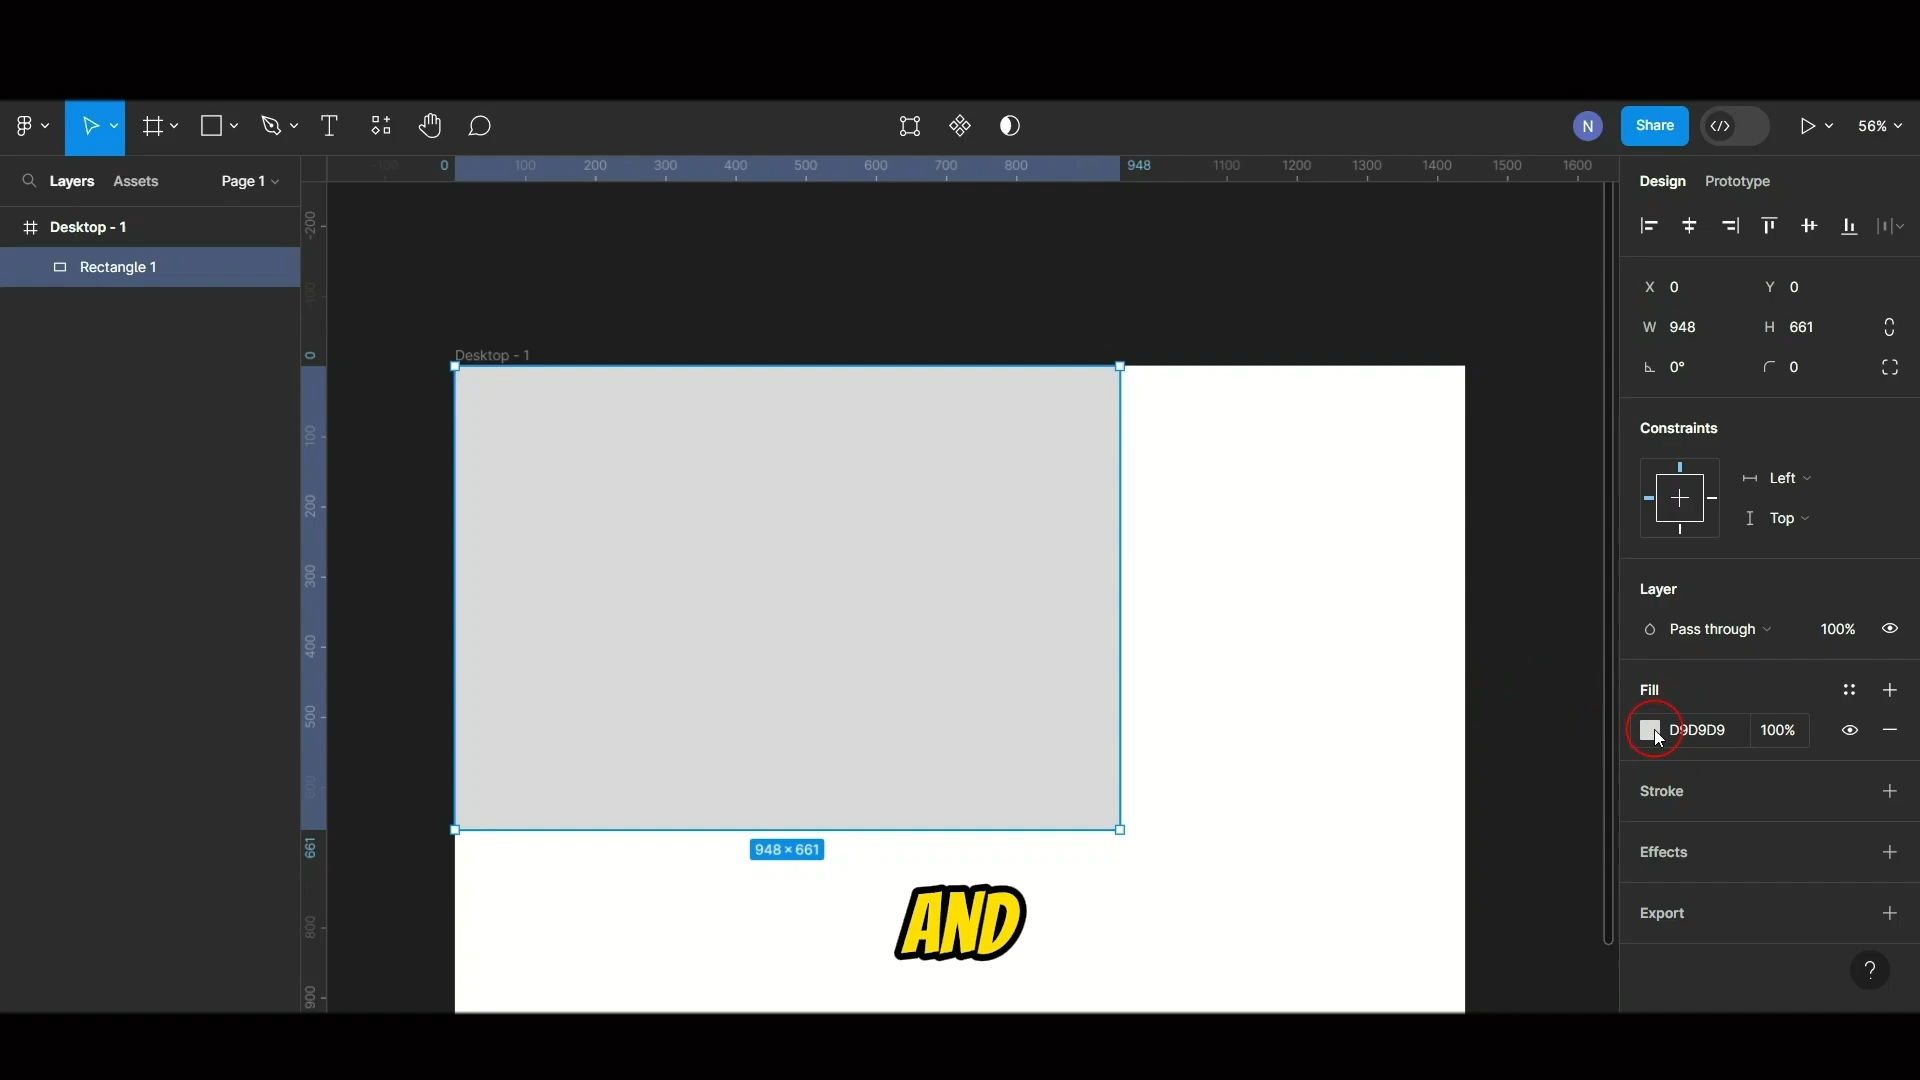 N
Share
56%
-100 0 100 200 300 400 500 600 700 800 948 1100 1200 1300 1400 1500 1600
Layers Assets Page 1
Design Prototype
Desktop - 1
Rectangle 1
-200
-100
0
100
200
300
400
500
600
661
800
900
Desktop - 1
948 × 661
AND
X 0 Y 0
W 948 H 661
0° 0
Constraints
Left
Top
Layer
Pass through 100%
Fill
D9D9D9 100%
Stroke
Effects
Export
?